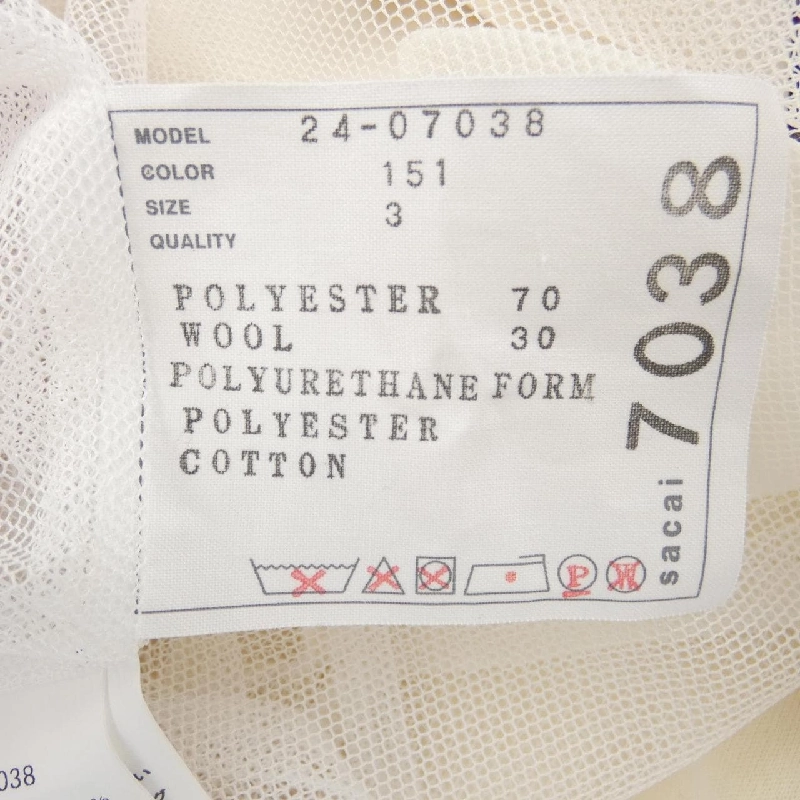 MODEL 24-07038
COLOR 151
SIZE 3
QUALITY
POLYESTER 70
WOOL 30
POLYURETHANE FORM
POLYESTER
COTTON
P W
sacai 7038
038